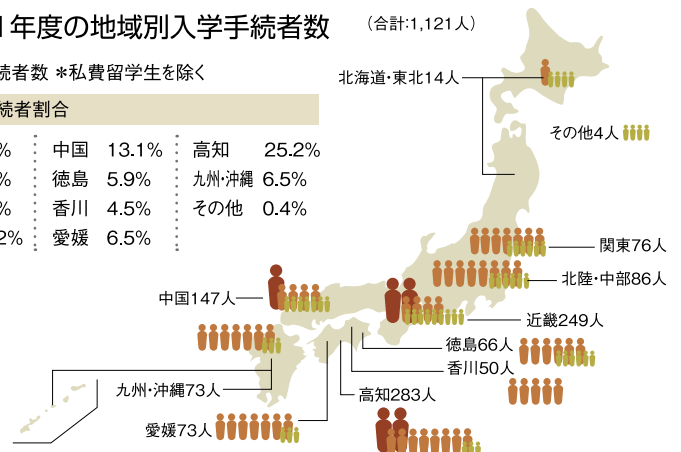 年度の地域別入学手続者数 (合計:1,121人)
続者数 *私費留学生を除く
続者割合
% 中国 13.1% 高知 25.2%
% 徳島 5.9% 九州・沖縄 6.5%
% 香川 4.5% その他 0.4%
2% 愛媛 6.5%
北海道・東北14人
その他4人
関東76人
北陸・中部86人
中国147人
近畿249人
徳島66人
香川50人
九州・沖縄73人
高知283人
愛媛73人